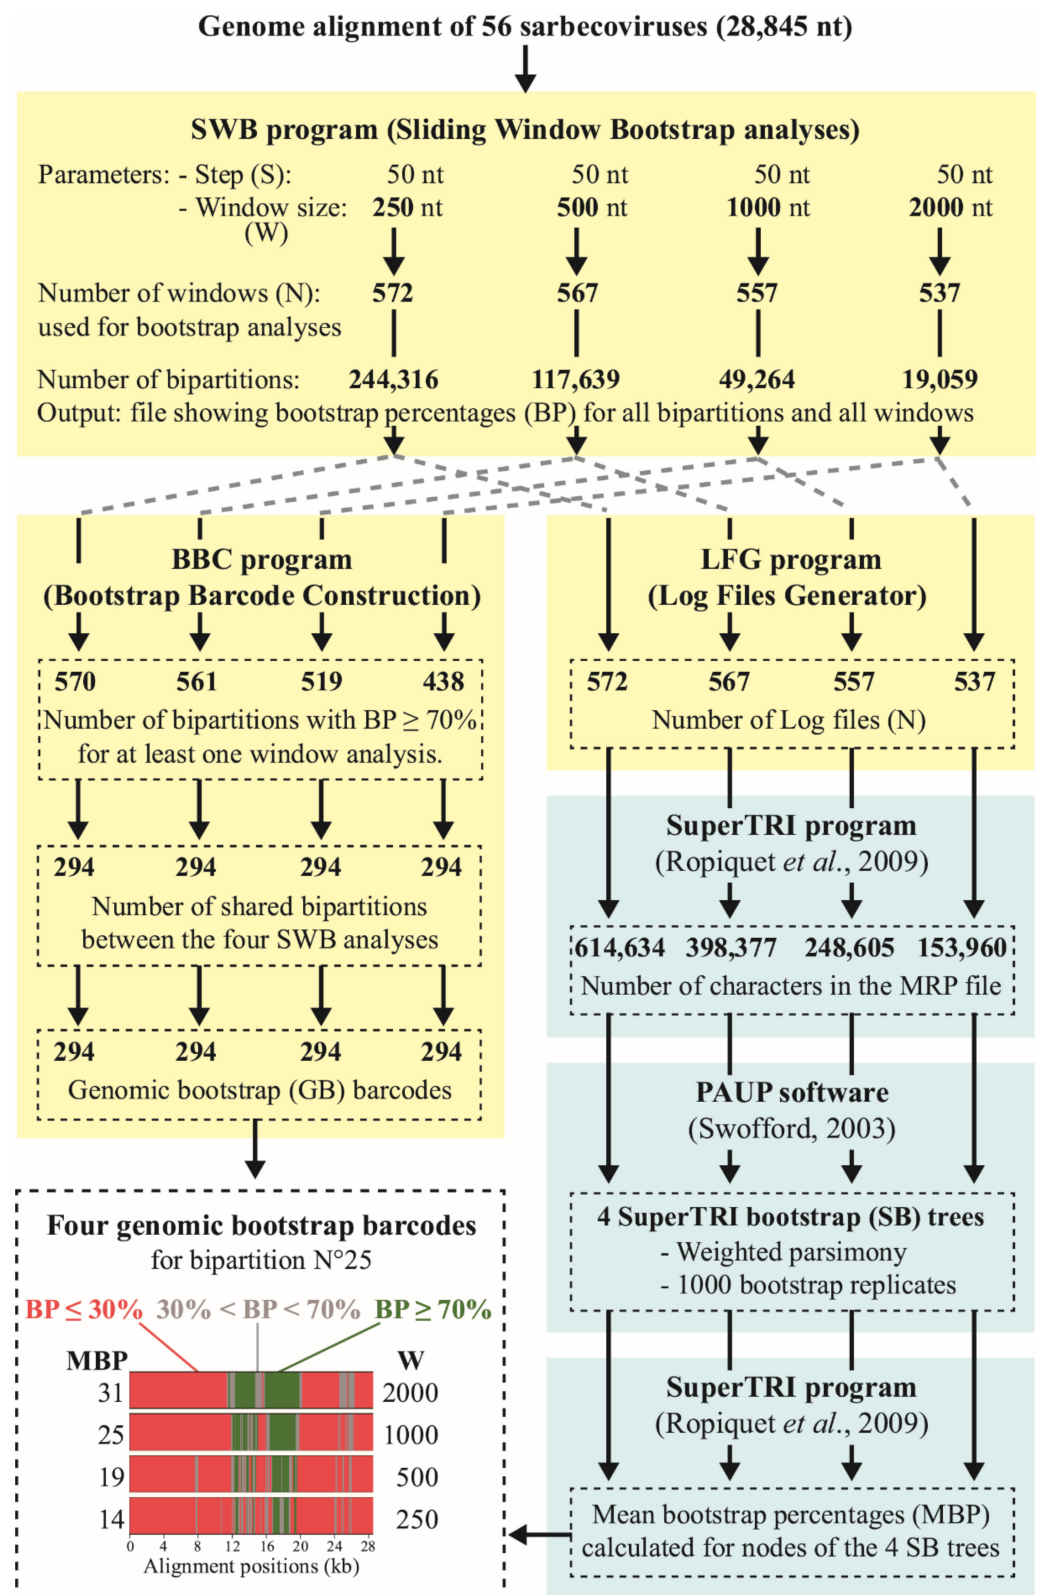 Genome alignment of 56 sarbecoviruses (28,845 nt)
SWB program (Sliding Window Bootstrap analyses)
Parameters: - Step (S): 50 nt 50 nt 50 nt 50 nt
- Window size: 250 nt 500 nt 1000 nt 2000 nt
(W)
Number of windows (N): 572 567 557 537
used for bootstrap analyses
Number of bipartitions: 244,316 117,639 49,264 19,059
Output: file showing bootstrap percentages (BP) for all bipartitions and all windows
BBC program
(Bootstrap Barcode Construction)
570 561 519 438
Number of bipartitions with BP ≥ 70%
for at least one window analysis.
294 294 294 294
Number of shared bipartitions
between the four SWB analyses
294 294 294 294
Genomic bootstrap (GB) barcodes
LFG program
(Log Files Generator)
572 567 557 537
Number of Log files (N)
SuperTRI program
(Ropiquet et al., 2009)
614,634 398,377 248,605 153,960
Number of characters in the MRP file
PAUP software
(Swofford, 2003)
4 SuperTRI bootstrap (SB) trees
- Weighted parsimony
- 1000 bootstrap replicates
SuperTRI program
(Ropiquet et al., 2009)
Mean bootstrap percentages (MBP)
calculated for nodes of the 4 SB trees
Four genomic bootstrap barcodes
for bipartition N°25
BP ≤ 30% 30% < BP < 70% BP ≥ 70%
MBP W
31 2000
25 1000
19 500
14 250
0 4 8 12 16 20 24 28
Alignment positions (kb)